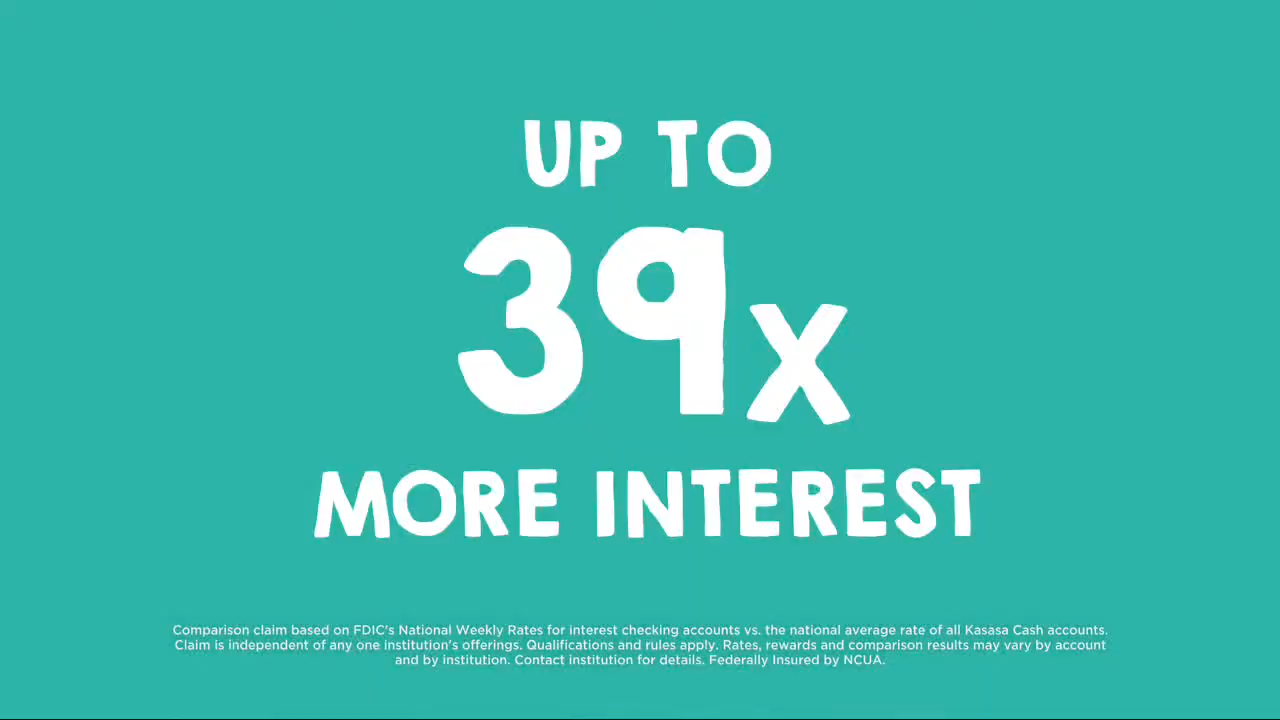 UP TO
39x
MORE INTEREST
Comparison claim based on FDIC's National Weekly Rates for interest checking accounts vs. the national average rate of all Kasasa Cash accounts.
Claim is independent of any one institution's offerings. Qualifications and rules apply. Rates, rewards and comparison results may vary by account
and by institution. Contact institution for details. Federally Insured by NCUA.